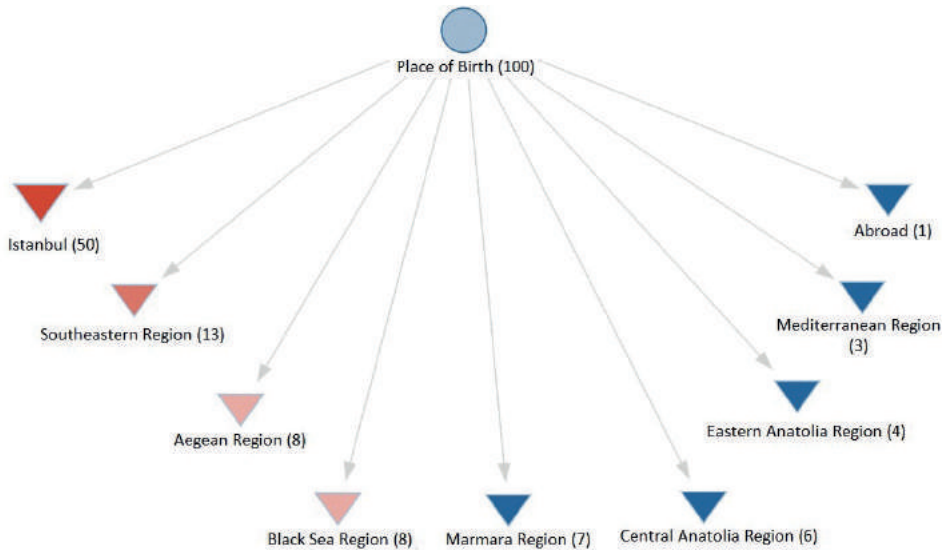 Place of Birth (100)
Istanbul (50)
Abroad (1)
Southeastern Region (13)
Mediterranean Region
(3)
Aegean Region (8)
Eastern Anatolia Region (4)
Black Sea Region (8)
Marmara Region (7)
Central Anatolia Region (6)